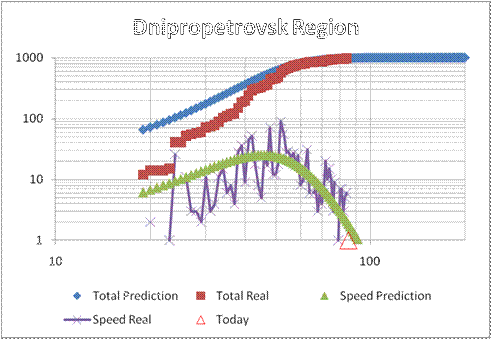 Dnipropetrovsk Region
1000
100
10
1
10
100
Total Prediction
Total Real
Speed Prediction
Speed Real
Today